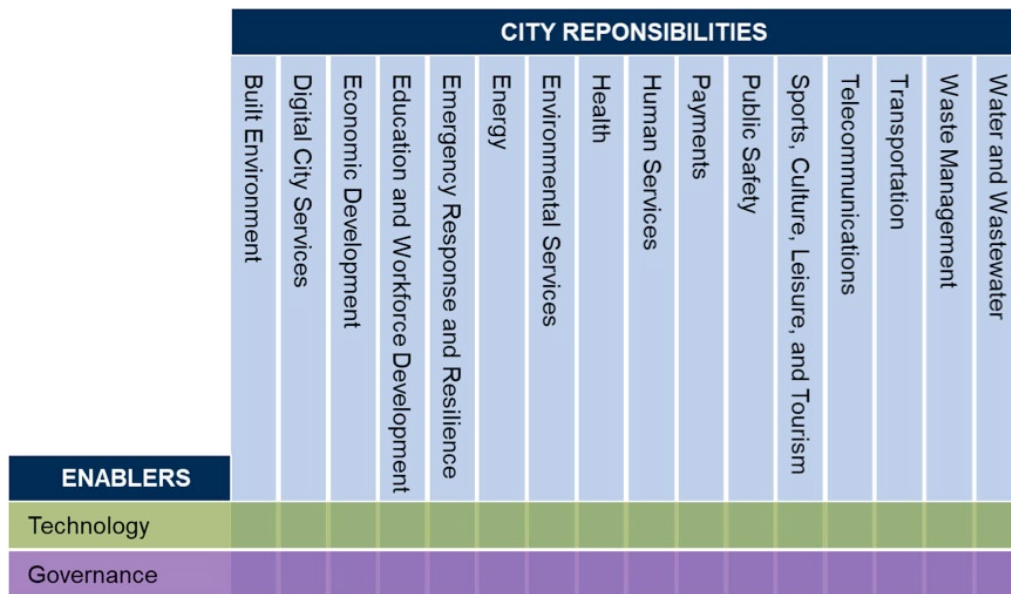 CITY REPONSIBILITIES
Built Environment
Digital City Services
Economic Development
Education and Workforce Development
Emergency Response and Resilience
Energy
Environmental Services
Health
Human Services
Payments
Public Safety
Sports, Culture, Leisure, and Tourism
Telecommunications
Transportation
Waste Management
Water and Wastewater
ENABLERS
Technology
Governance